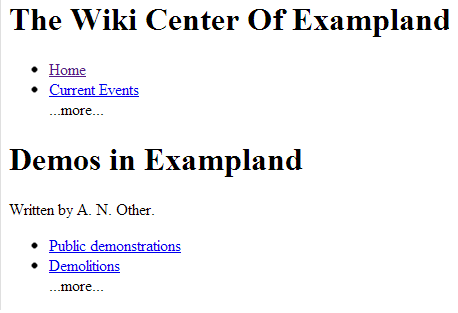 The Wiki Center Of Exampland
Home
Current Events
...more...
Demos in Exampland
Written by A. N. Other.
Public demonstrations
Demolitions
...more...